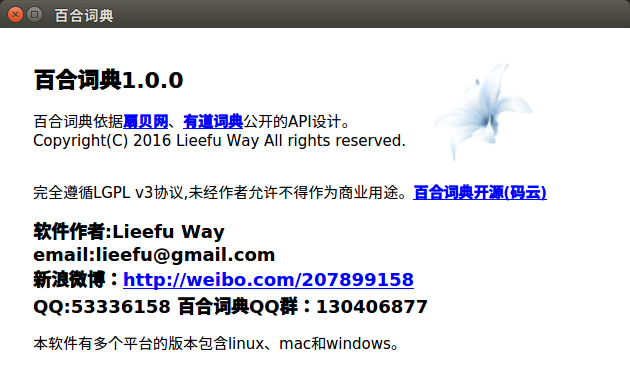 百合词典
百合词典1.0.0
百合词典依据扇贝网、有道词典公开的API设计。
Copyright(C) 2016 Lieefu Way All rights reserved.
完全遵循LGPL v3协议,未经作者允许不得作为商业用途。百合词典开源(码云)
软件作者:Lieefu Way
email:lieefu@gmail.com
新浪微博：http://weibo.com/207899158
QQ:53336158 百合词典QQ群：130406877
本软件有多个平台的版本包含linux、mac和windows。